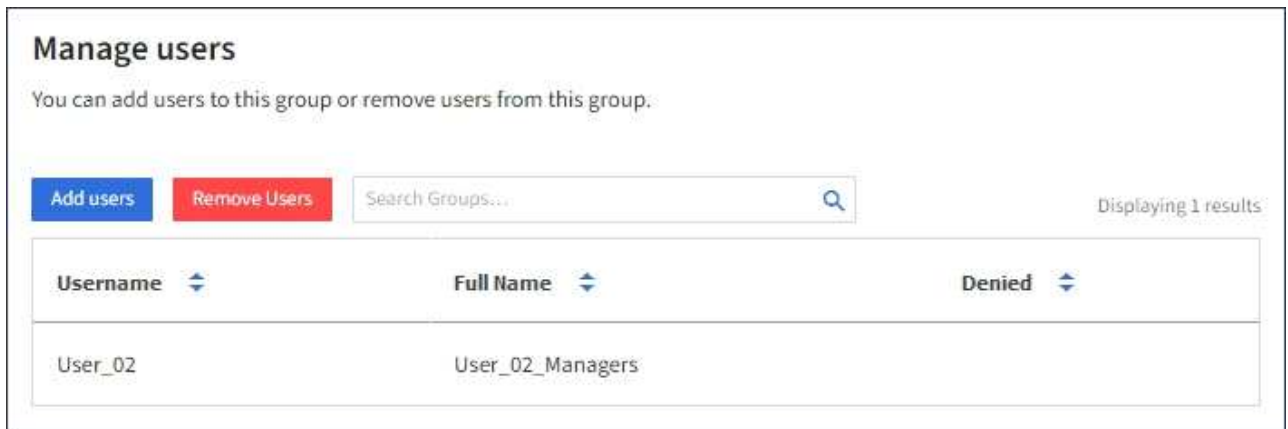 Manage users
You can add users to this group or remove users from this group.
Add users Remove Users Search Groups... Displaying 1 results
Username Full Name Denied
User_02 User_02_Managers